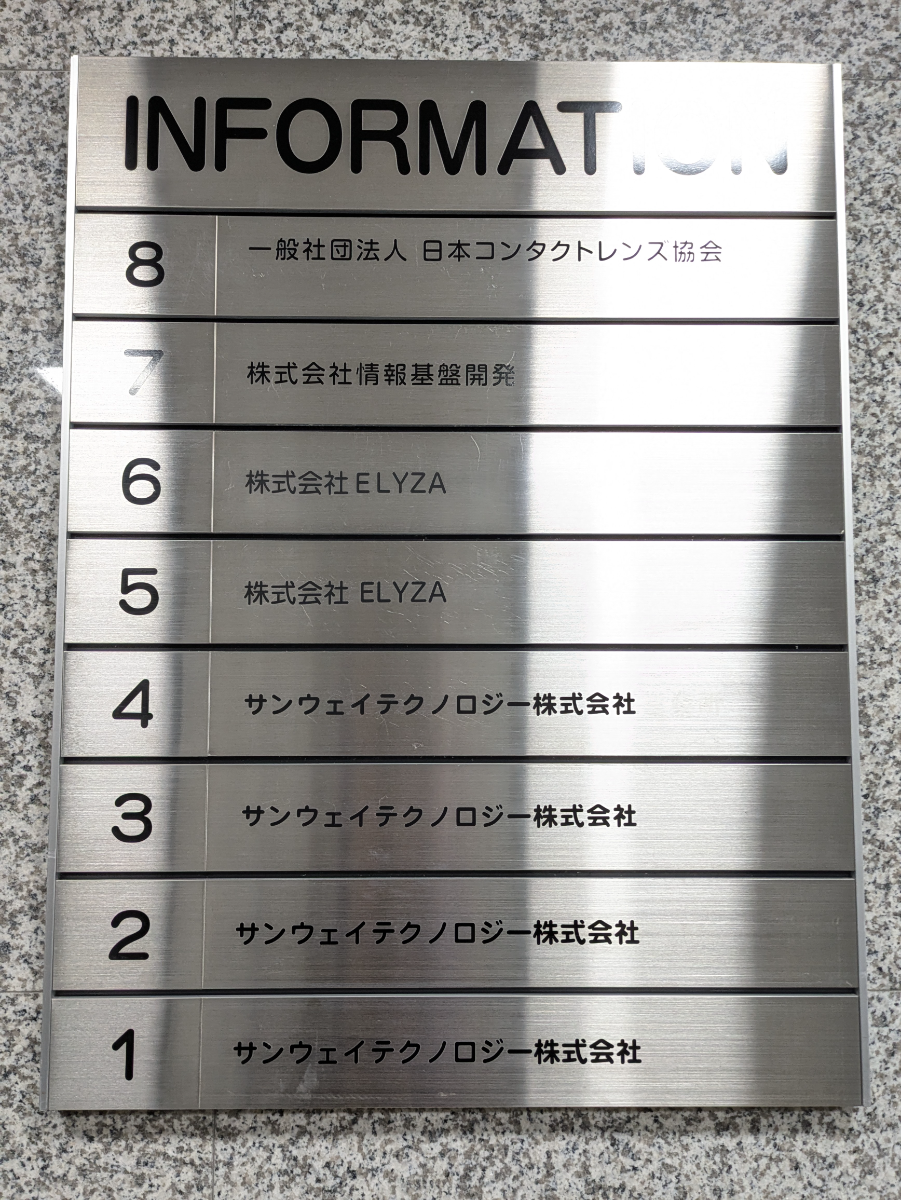 INFORMATION
8 一般社団法人 日本コンタクトレンズ協会
7 株式会社情報基盤開発
6 株式会社ELYZA
5 株式会社 ELYZA
4 サンウェイテクノロジー株式会社
3 サンウェイテクノロジー株式会社
2 サンウェイテクノロジー株式会社
1 サンウェイテクノロジー株式会社